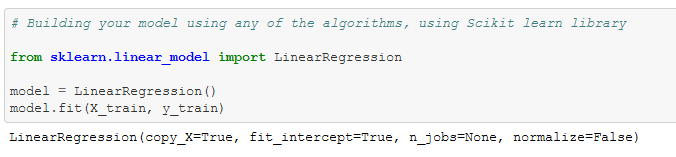 # Building your model using any of the algorithms, using Scikit learn library
from sklearn.linear_model import LinearRegression
model = LinearRegression()
model.fit(X_train, y_train)
LinearRegression(copy_X=True, fit_intercept=True, n_jobs=None, normalize=False)